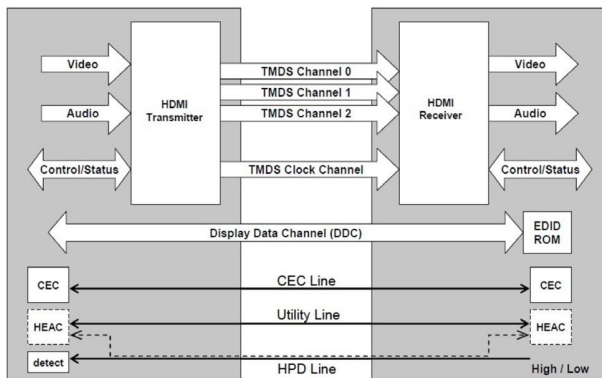 Video
TMDS Channel 0
Video
TMDS Channel 1
HDMI
Transmitter
HDMI
Receiver
Audio
TMDS Channel 2
Audio
Control/Status
TMDS Clock Channel
Control/Status
Display Data Channel (DDC)
EDID
ROM
CEC
CEC Line
CEC
HEAC
Utility Line
HEAC
detect
HPD Line
High / Low